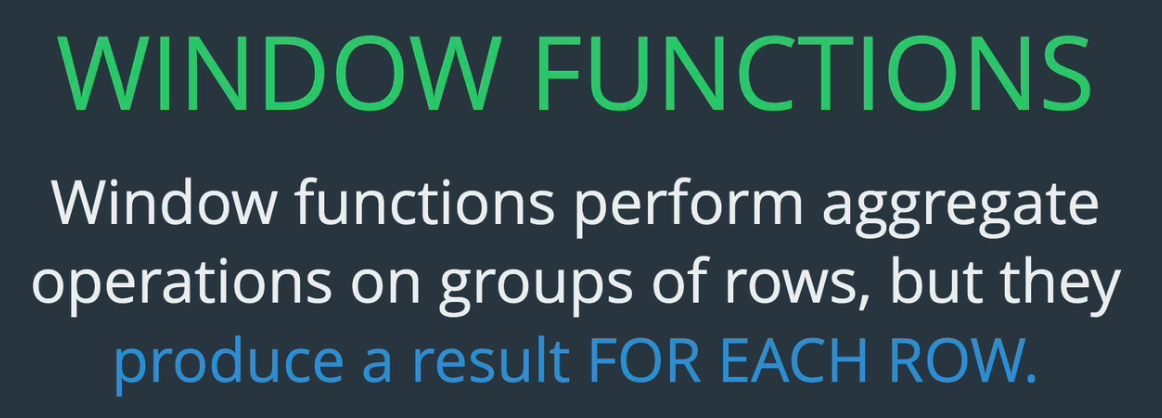 WINDOW FUNCTIONS
Window functions perform aggregate
operations on groups of rows, but they
produce a result FOR EACH ROW.